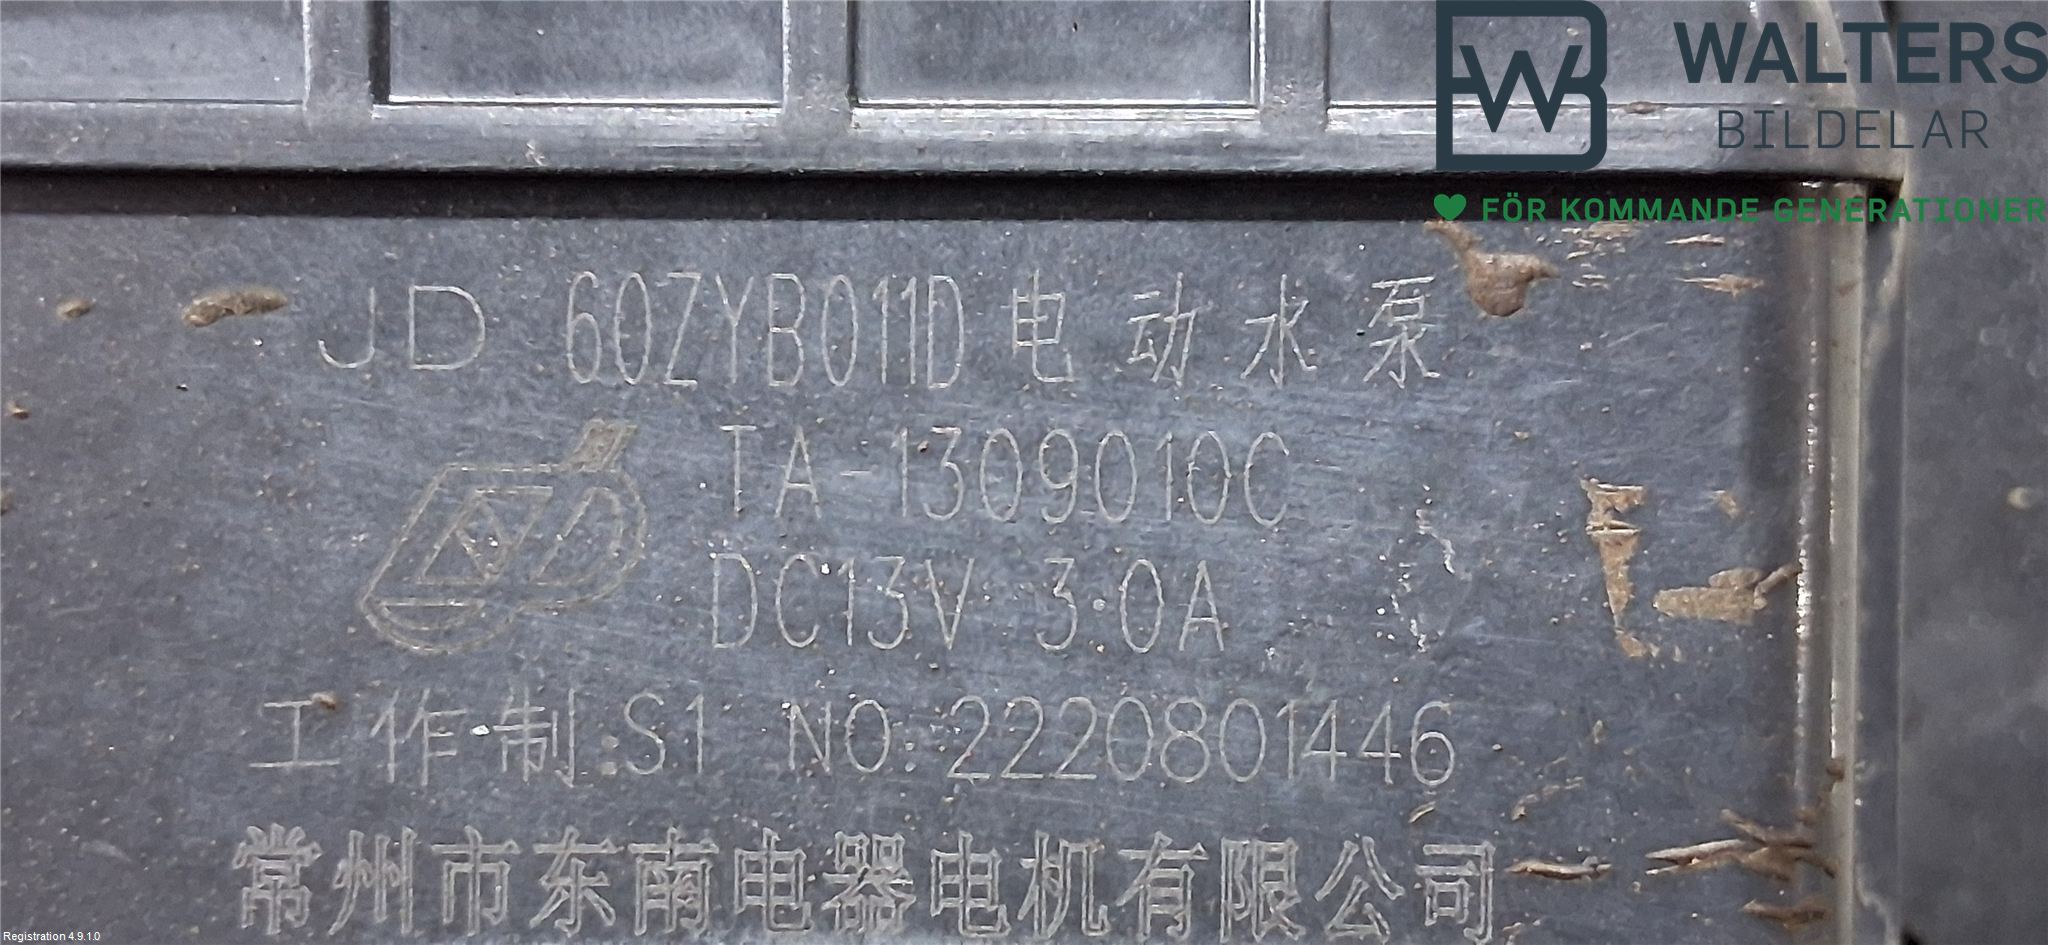 WALTERS
BILDELAR
FÖR KOMMANDE GENERATIONER
JD 60ZYB011D 电动水泵
TA-1309010C
DC13V 3.0A
工作制:S1 NO:2220801446
常州市东南电器电机有限公司
Registration 4.9.1.0